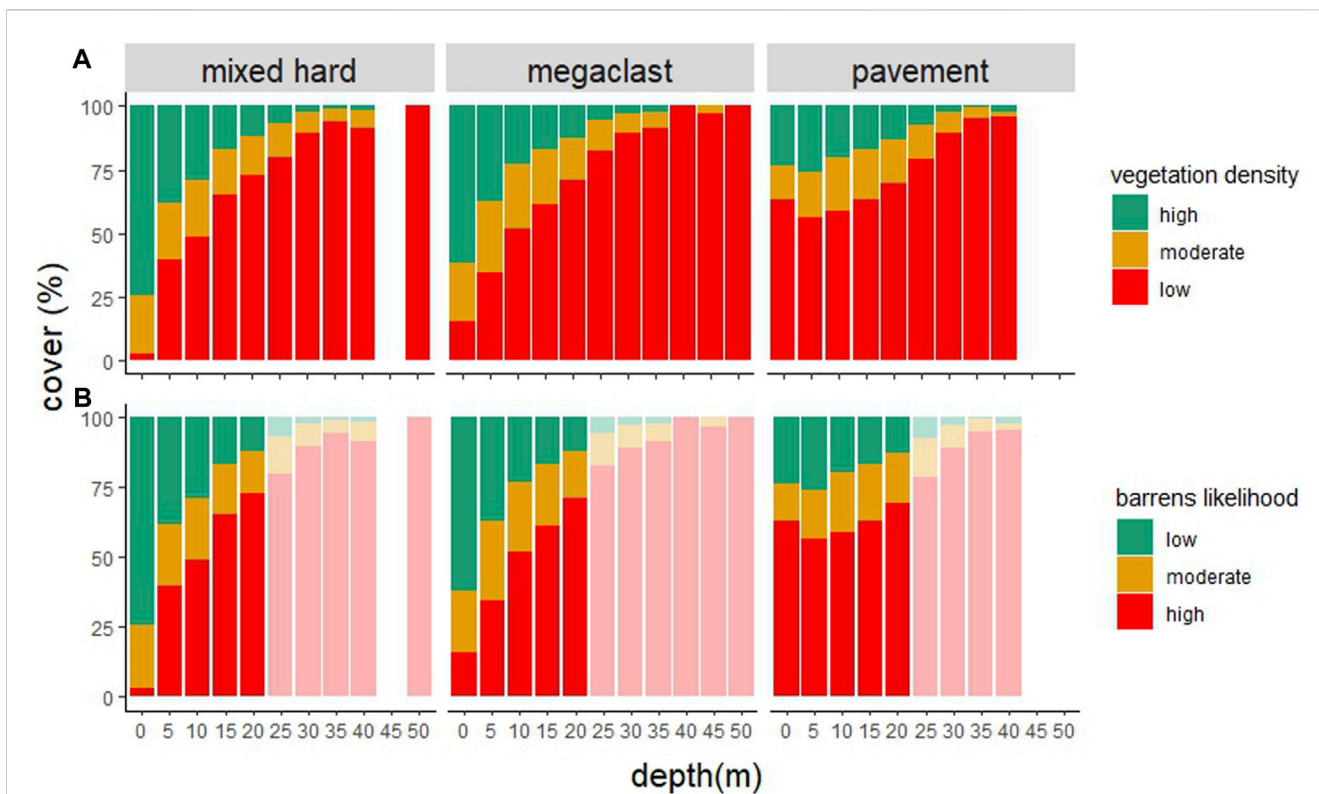 A
mixed hard
megaclast
pavement
100
75
50
25
0
vegetation density
high
moderate
low
cover (%)
B
100
75
50
25
0
barrens likelihood
low
moderate
high
0 5 10 15 20 25 30 35 40 45 50
0 5 10 15 20 25 30 35 40 45 50
0 5 10 15 20 25 30 35 40 45 50
depth(m)